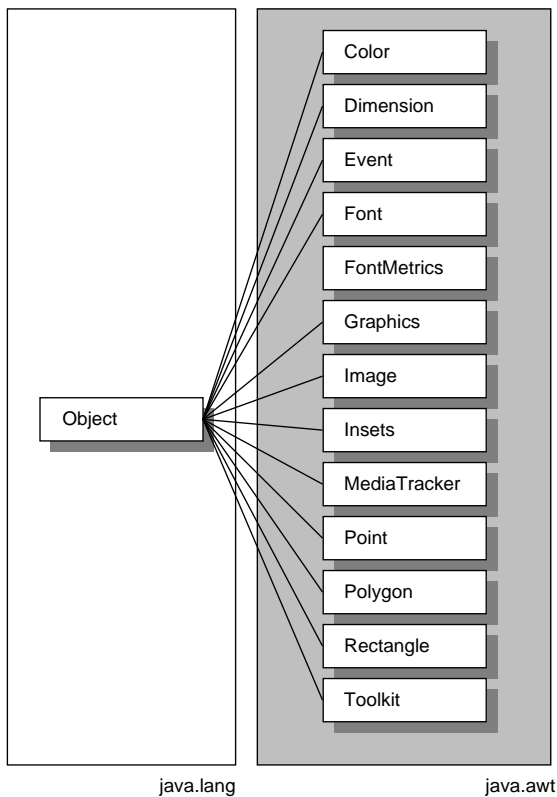 Color
Dimension
Event
Font
FontMetrics
Graphics
Image
Object
Insets
MediaTracker
Point
Polygon
Rectangle
Toolkit
java.lang
java.awt